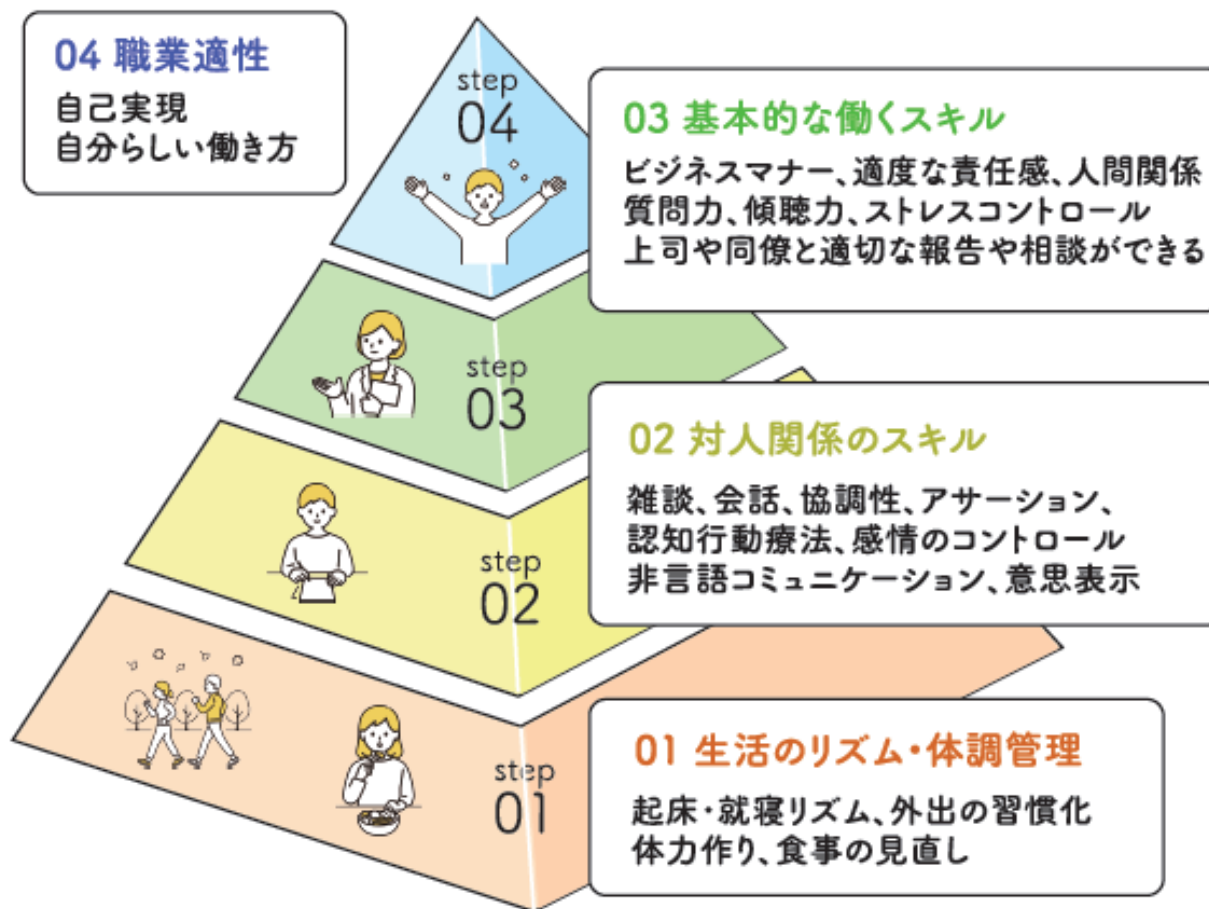 04 職業適性
自己実現
自分らしい働き方
step
04
03 基本的な働くスキル
ビジネスマナー、適度な責任感、人間関係
質問力、傾聴力、ストレスコントロール
上司や同僚と適切な報告や相談ができる
step
03
02 対人関係のスキル
雑談、会話、協調性、アサーション、
認知行動療法、感情のコントロール
非言語コミュニケーション、意思表示
step
02
01 生活のリズム・体調管理
起床・就寝リズム、外出の習慣化
体力作り、食事の見直し
step
01